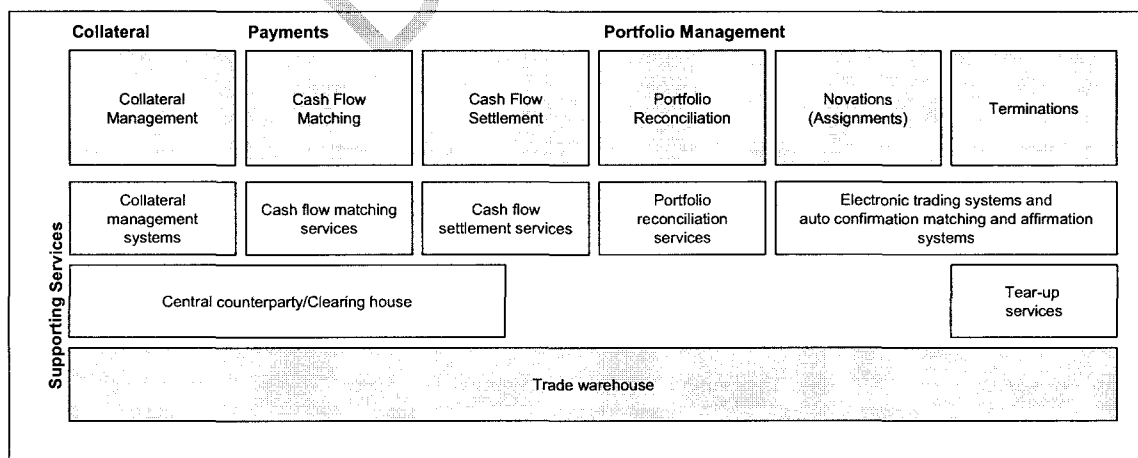 Collateral
Payments
Portfolio Management
Collateral
Management
Cash Flow
Matching
Cash Flow
Settlement
Portfolio
Reconciliation
Novations
(Assignments)
Terminations
Supporting Services
Collateral
management
systems
Cash flow matching
services
Cash flow
settlement services
Portfolio
reconciliation
services
Electronic trading systems and
auto confirmation matching and affirmation
systems
Central counterparty/Clearing house
Tear-up
services
Trade warehouse